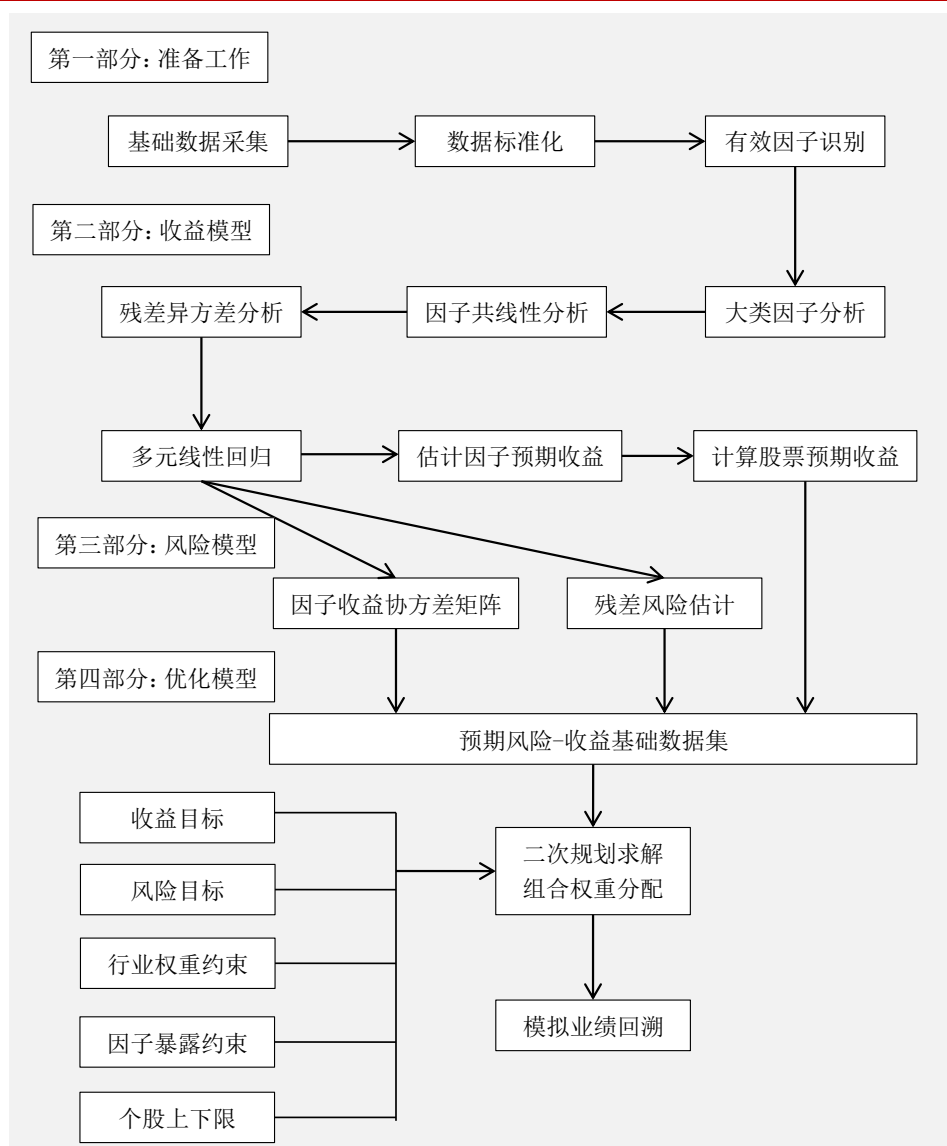 第一部分：准备工作
基础数据采集
数据标准化
有效因子识别
第二部分：收益模型
残差异方差分析
因子共线性分析
大类因子分析
多元线性回归
估计因子预期收益
计算股票预期收益
第三部分：风险模型
因子收益协方差矩阵
残差风险估计
第四部分：优化模型
预期风险-收益基础数据集
收益目标
二次规划求解
组合权重分配
风险目标
行业权重约束
模拟业绩回溯
因子暴露约束
个股上下限